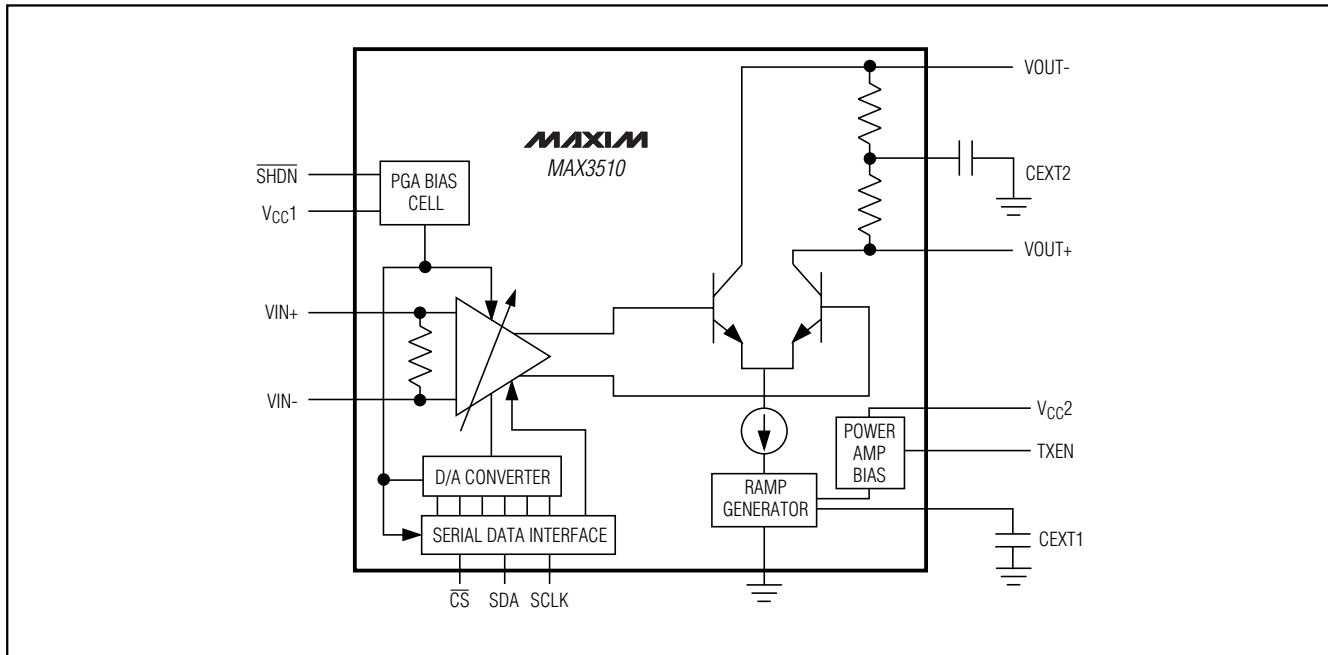 VOUT-
MAXIM
MAX3510
SHDN
PGA BIAS
CELL
CEXT2
VCC1
VOUT+
VIN+
VIN-
VCC2
POWER
AMP
BIAS
TXEN
D/A CONVERTER
RAMP
GENERATOR
SERIAL DATA INTERFACE
CEXT1
CS SDA SCLK